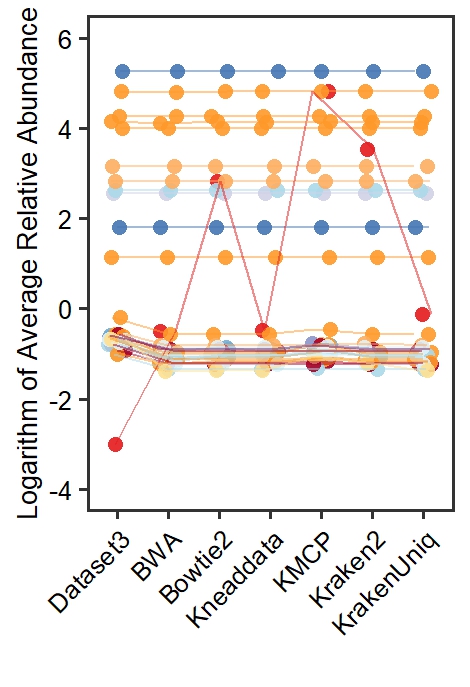 Logarithm of Average Relative Abundance
6
4
2
0
-2
-4
Dataset3
BWA
Bowtie2
Kneaddata
KMCP
Kraken2
KrakenUniq